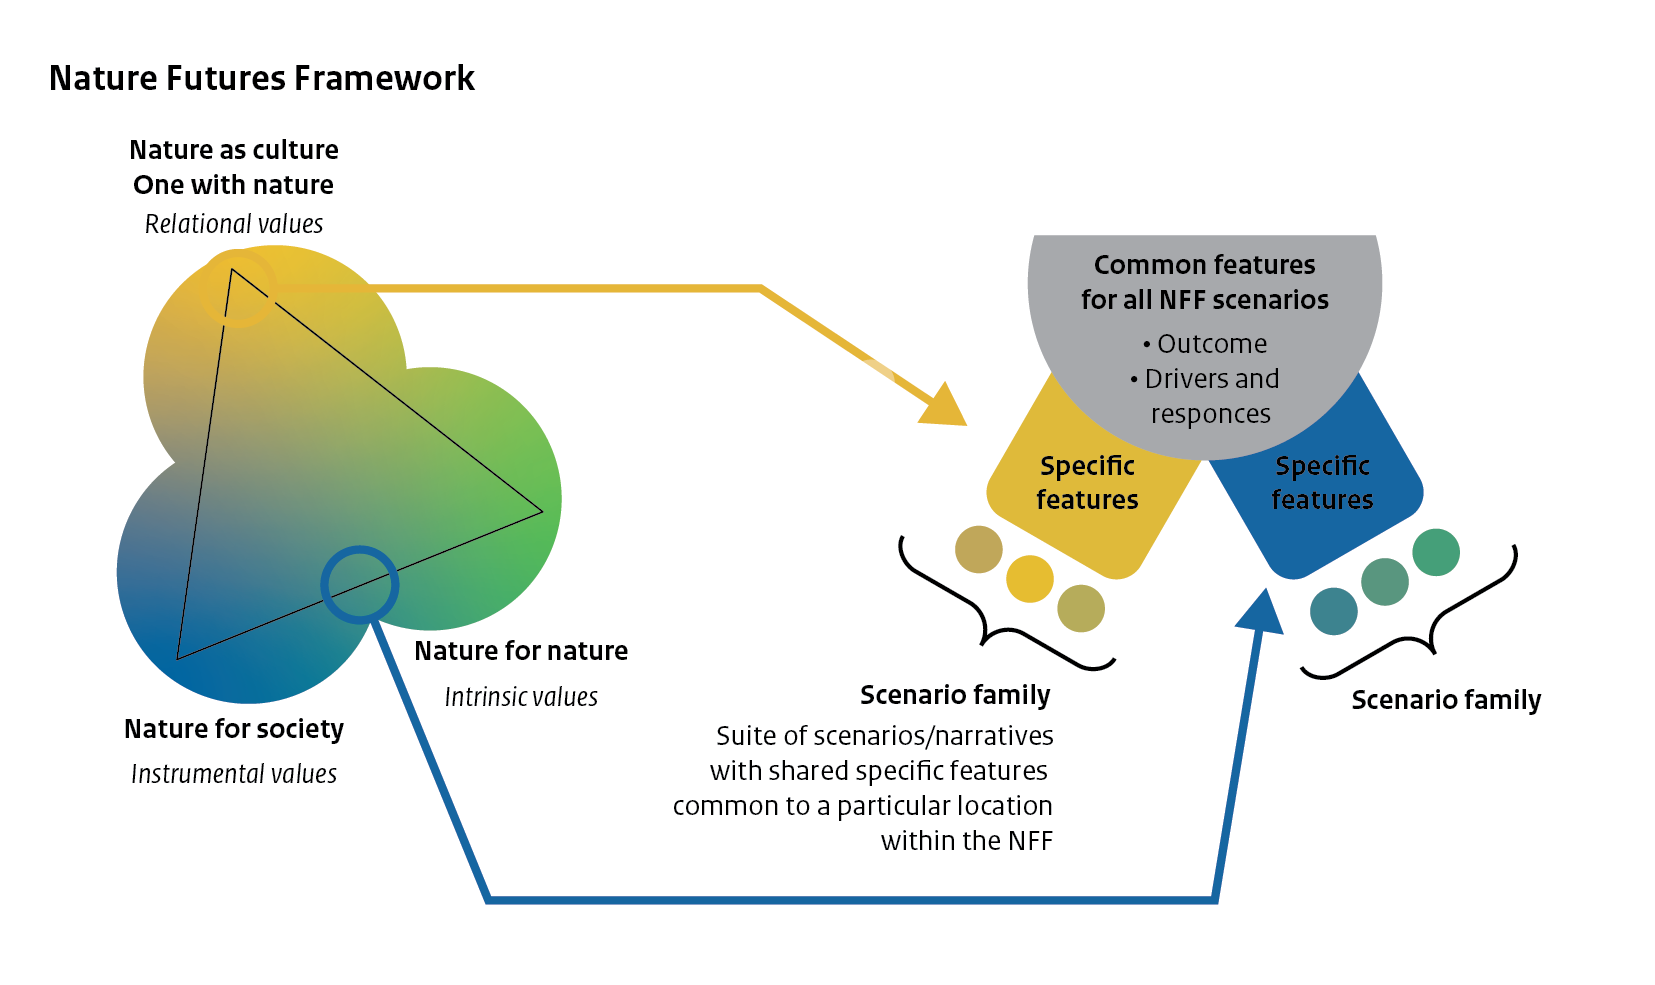 Nature Futures Framework
Nature as culture
One with nature
Relational values
Nature for nature
Intrinsic values
Nature for society
Instrumental values
Common features
for all NFF scenarios
• Outcome
• Drivers and
responces
Specific
features
Specific
features
Scenario family
Suite of scenarios/narratives
with shared specific features
common to a particular location
within the NFF
Scenario family